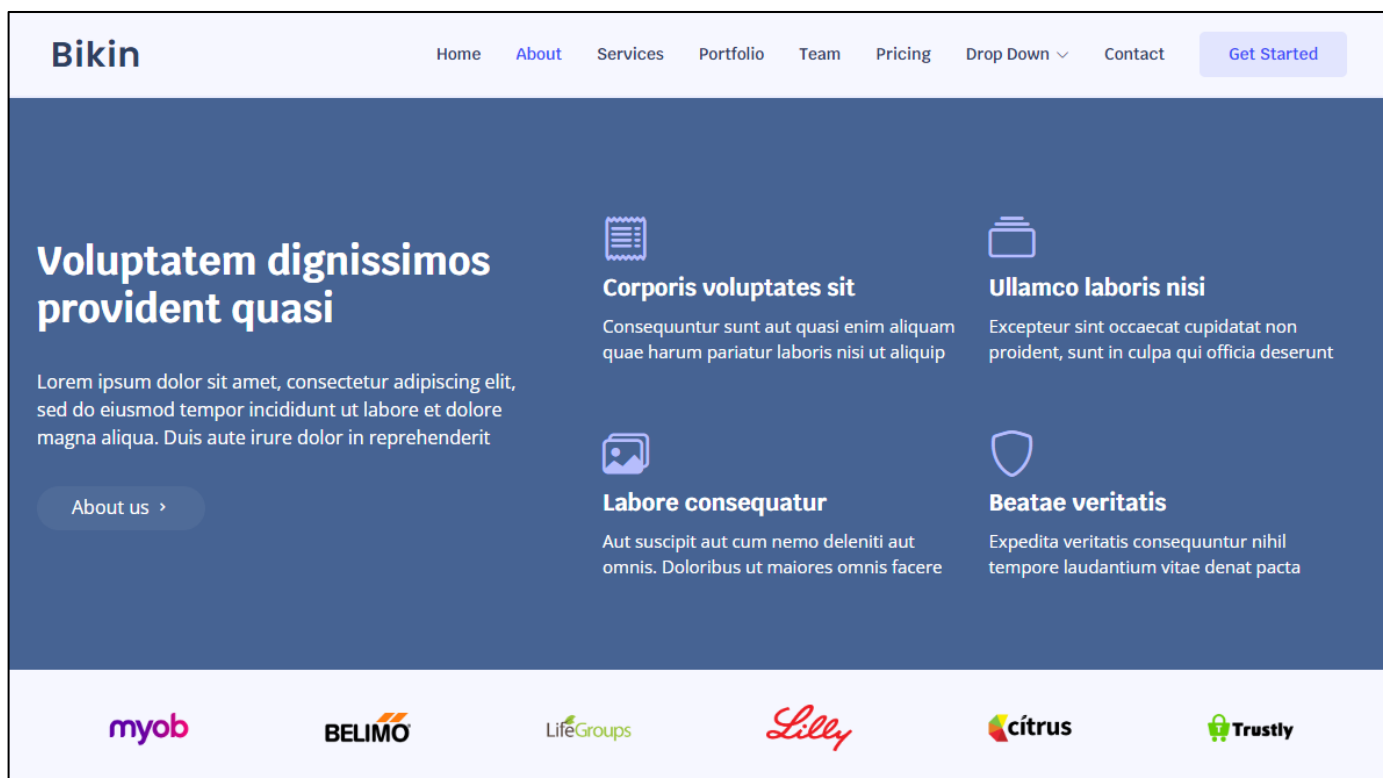 Bikin
Home About Services Portfolio Team Pricing Drop Down Contact Get Started
Voluptatem dignissimos
provident quasi
Lorem ipsum dolor sit amet, consectetur adipiscing elit,
sed do eiusmod tempor incididunt ut labore et dolore
magna aliqua. Duis aute irure dolor in reprehenderit
About us ›
Corporis voluptates sit
Consequuntur sunt aut quasi enim aliquam
quae harum pariatur laboris nisi ut aliquip
Ullamco laboris nisi
Excepteur sint occaecat cupidatat non
proident, sunt in culpa qui officia deserunt
Labore consequatur
Aut suscipit aut cum nemo deleniti aut
omnis. Doloribus ut maiores omnis facere
Beatae veritatis
Expedita veritatis consequuntur nihil
tempore laudantium vitae denat pacta
myob
BELIMO
LifeGroups
Lilly
cítrus
Trustly